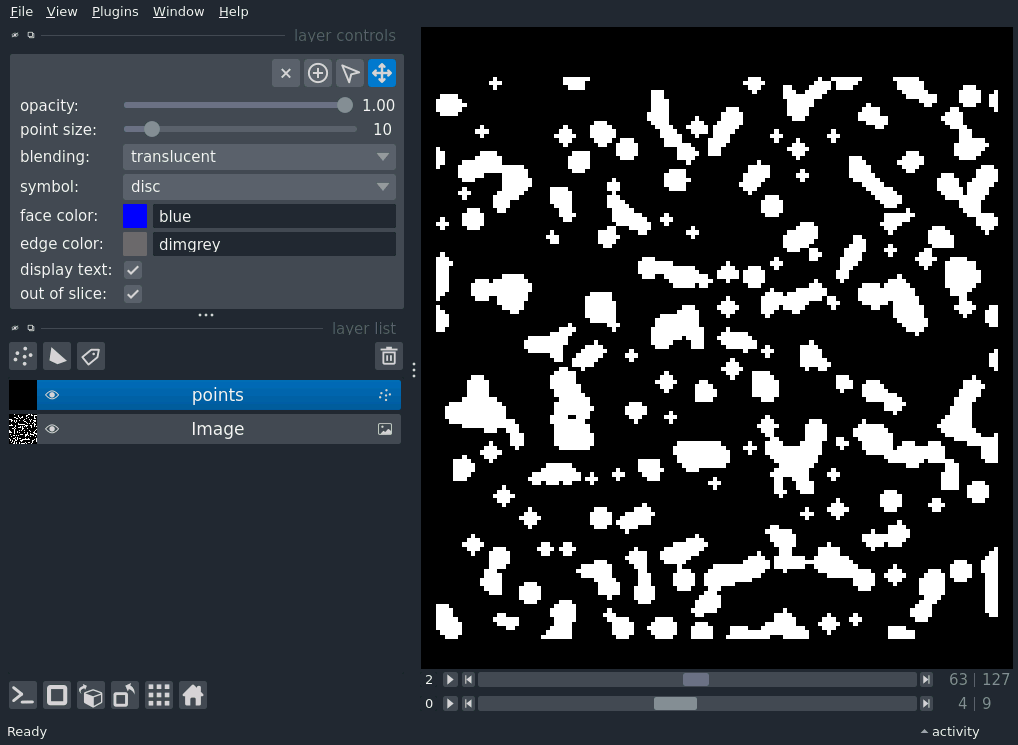 File View Plugins Window Help
layer controls
opacity: 1.00
point size: 10
blending: translucent
symbol: disc
face color: blue
edge color: dimgrey
display text:
out of slice:
layer list
points
Image
2 63 | 127
0 4 | 9
Ready activity